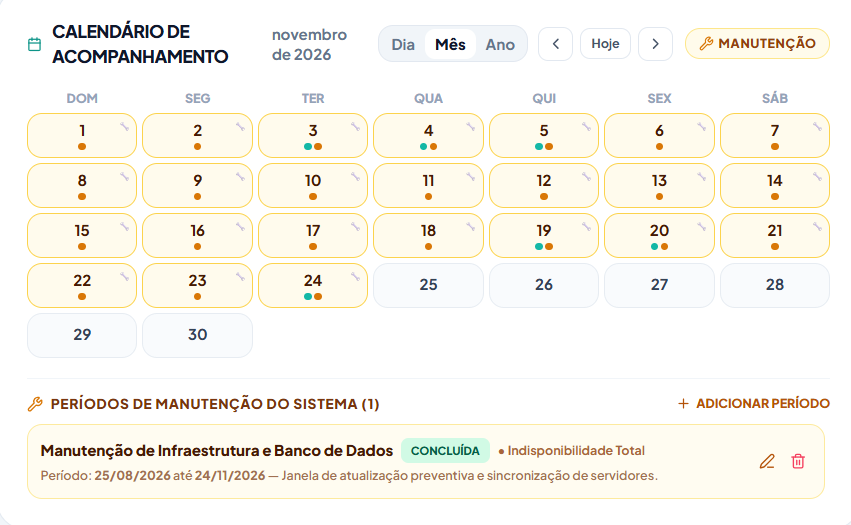 CALENDÁRIO DE
ACOMPANHAMENTO
novembro
de 2026
Dia Mês Ano
Hoje
MANUTENÇÃO
DOM SEG TER QUA QUI SEX SÁB
1 2 3 4 5 6 7
8 9 10 11 12 13 14
15 16 17 18 19 20 21
22 23 24 25 26 27 28
29 30
PERÍODOS DE MANUTENÇÃO DO SISTEMA (1)
+ ADICIONAR PERÍODO
Manutenção de Infraestrutura e Banco de Dados CONCLUÍDA • Indisponibilidade Total
Período: 25/08/2026 até 24/11/2026 — Janela de atualização preventiva e sincronização de servidores.